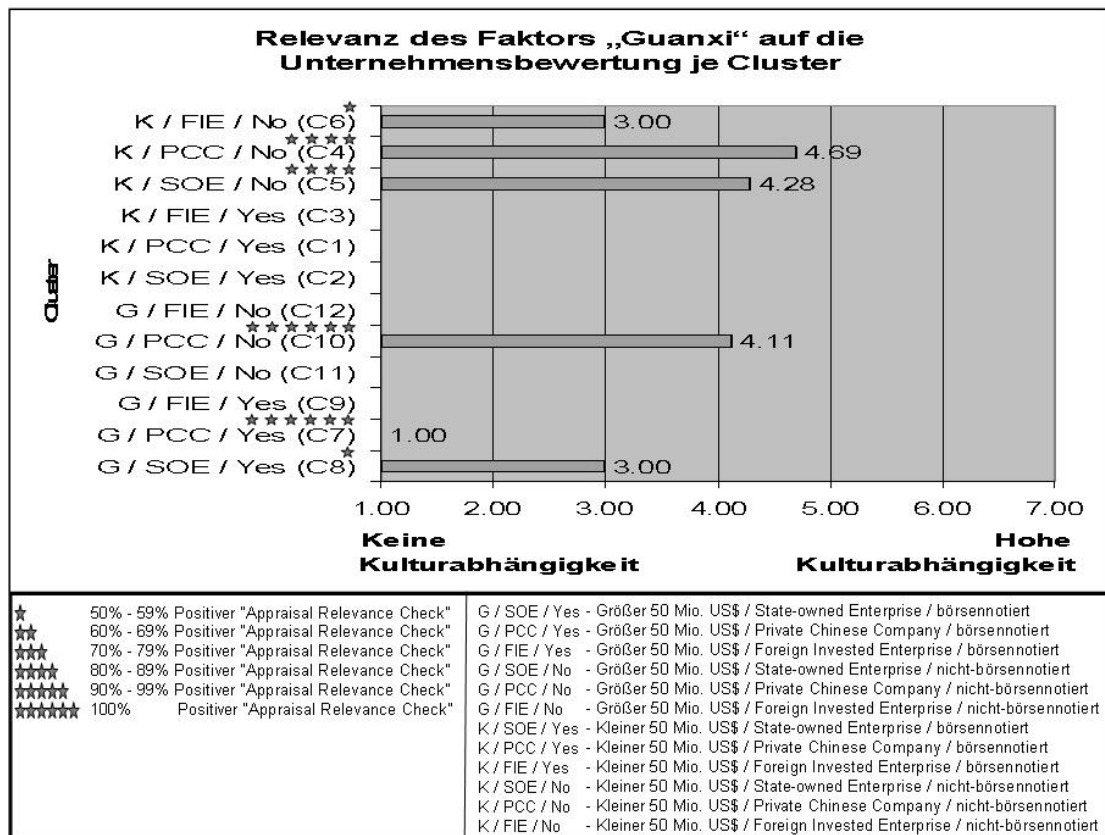 Relevanz des Faktors „Guanxi“ auf die
Unternehmensbewertung je Cluster
Cluster
K / FIE / No (C6)
3.00
K / PCC / No (C4)
4.69
K / SOE / No (C5)
4.28
K / FIE / Yes (C3)
K / PCC / Yes (C1)
K / SOE / Yes (C2)
G / FIE / No (C12)
G / PCC / No (C10)
4.11
G / SOE / No (C11)
G / FIE / Yes (C9)
G / PCC / Yes (C7)
1.00
G / SOE / Yes (C8)
3.00
1.00 2.00 3.00 4.00 5.00 6.00 7.00
Keine
Kulturabhängigkeit
Hohe
Kulturabhängigkeit
50% - 59% Positiver "Appraisal Relevance Check"
60% - 69% Positiver "Appraisal Relevance Check"
70% - 79% Positiver "Appraisal Relevance Check"
80% - 89% Positiver "Appraisal Relevance Check"
90% - 99% Positiver "Appraisal Relevance Check"
100% Positiver "Appraisal Relevance Check"
G / SOE / Yes - Größer 50 Mio. US$ / State-owned Enterprise / börsennotiert
G / PCC / Yes - Größer 50 Mio. US$ / Private Chinese Company / börsennotiert
G / FIE / Yes - Größer 50 Mio. US$ / Foreign Invested Enterprise / börsennotiert
G / SOE / No - Größer 50 Mio. US$ / State-owned Enterprise / nicht-börsennotiert
G / PCC / No - Größer 50 Mio. US$ / Private Chinese Company / nicht-börsennotiert
G / FIE / No - Größer 50 Mio. US$ / Foreign Invested Enterprise / nicht-börsennotiert
K / SOE / Yes - Kleiner 50 Mio. US$ / State-owned Enterprise / börsennotiert
K / PCC / Yes - Kleiner 50 Mio. US$ / Private Chinese Company / börsennotiert
K / FIE / Yes - Kleiner 50 Mio. US$ / Foreign Invested Enterprise / börsennotiert
K / SOE / No - Kleiner 50 Mio. US$ / State-owned Enterprise / nicht-börsennotiert
K / PCC / No - Kleiner 50 Mio. US$ / Private Chinese Company / nicht-börsennotiert
K / FIE / No - Kleiner 50 Mio. US$ / Foreign Invested Enterprise / nicht-börsennotiert